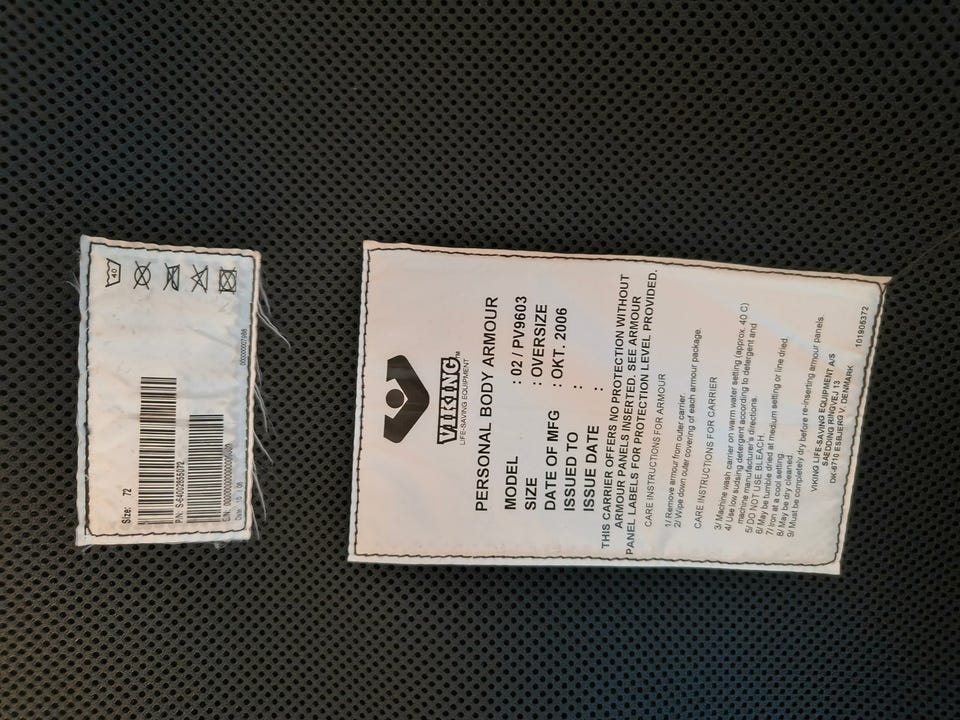 Size: 72
P/N: S-6402865072
Date: 10 - 06
40
VIKING™
LIFE-SAVING EQUIPMENT
PERSONAL BODY ARMOUR
MODEL : 02 / PV9603
SIZE : OVERSIZE
DATE OF MFG : OKT. 2006
ISSUED TO :
ISSUE DATE :
THIS CARRIER OFFERS NO PROTECTION WITHOUT
ARMOUR PANELS INSERTED. SEE ARMOUR
PANEL LABELS FOR PROTECTION LEVEL PROVIDED.
CARE INSTRUCTIONS FOR ARMOUR
1/ Remove armour from outer carrier
2/ Wipe down outer covering of each armour package.
CARE INSTRUCTIONS FOR CARRIER
3/ Machine wash carrier on warm water setting (approx. 40 C)
4/ Use low sudsing detergent according to detergent and
machine manufacturer's directions.
5/ DO NOT USE BLEACH
6/ May be tumble dried at medium setting or line dried.
7/ Iron at a cool setting.
8/ May be dry cleaned.
9/ Must be completely dry before re-inserting armour panels.
VIKING LIFE-SAVING EQUIPMENT A/S
SAEDDING RINGVEJ 13
DK-6710 ESBJERG V. DENMARK
101906372